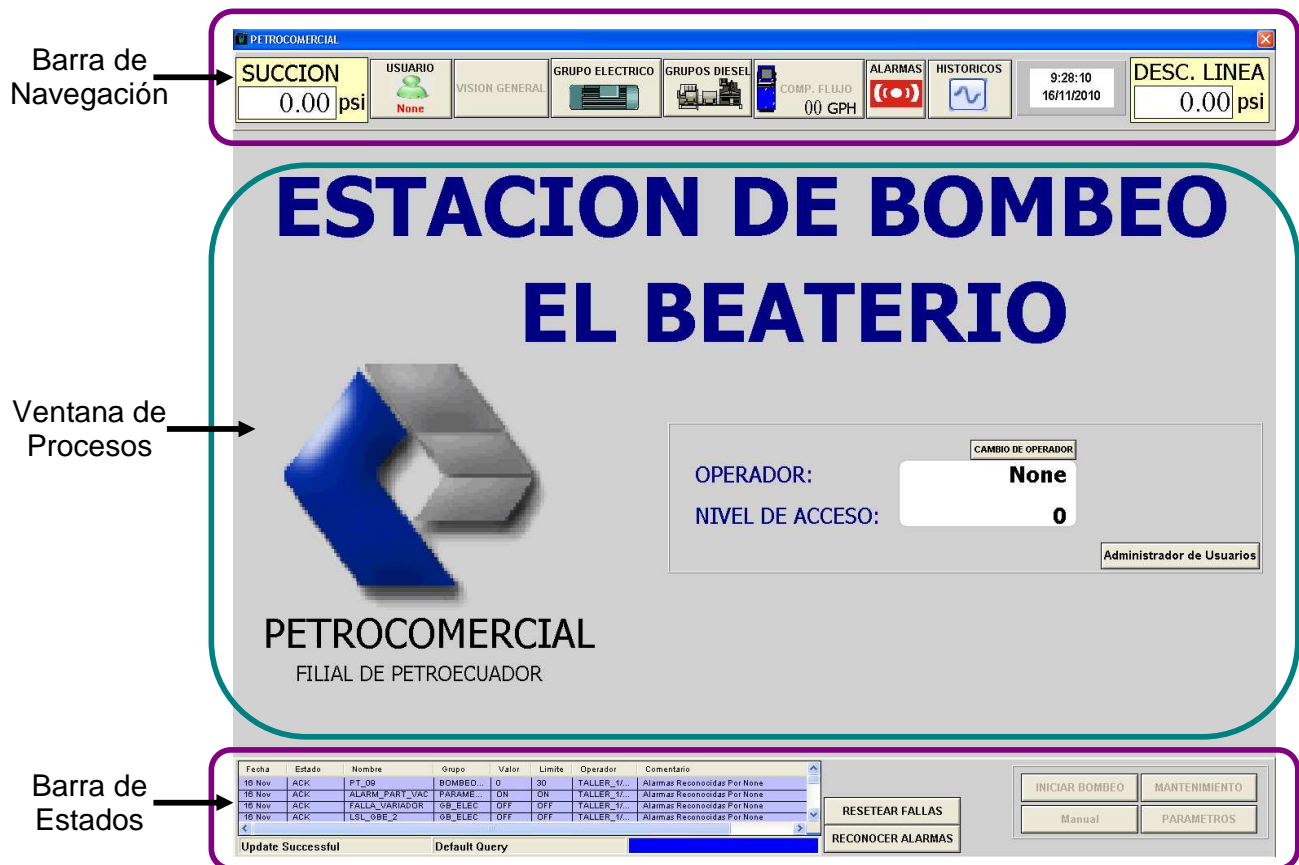 Barra de
Navegación
PETROCOMERCIAL
SUCCION
0.00 psi
USUARIO
None
VISION GENERAL
GRUPO ELECTRICO
GRUPOS DIESEL
COMP. FLUJO
00 GPH
ALARMAS
HISTORICOS
9:28:10
16/11/2010
DESC. LINEA
0.00 psi
ESTACION DE BOMBEO
EL BEATERIO
Ventana de
Procesos
CAMBIO DE OPERADOR
OPERADOR: None
NIVEL DE ACCESO: 0
Administrador de Usuarios
PETROCOMERCIAL
FILIAL DE PETROECUADOR
Barra de
Estados
Fecha Estado Nombre Grupo Valor Limite Operador Comentario
16 Nov ACK PT_09 BOMBEO... 0 30 TALLER_1/... Alarmas Reconocidas Por None
16 Nov ACK ALARM_PART_VAC PARAME... ON ON TALLER_1/... Alarmas Reconocidas Por None
16 Nov ACK FALLA_VARIADOR GB_ELEC OFF OFF TALLER_1/... Alarmas Reconocidas Por None
16 Nov ACK LSL_GBE_2 GB_ELEC OFF OFF TALLER_1/... Alarmas Reconocidas Por None
Update Successful Default Query
RESETEAR FALLAS
RECONOCER ALARMAS
INICIAR BOMBEO MANTENIMIENTO
Manual PARAMETROS